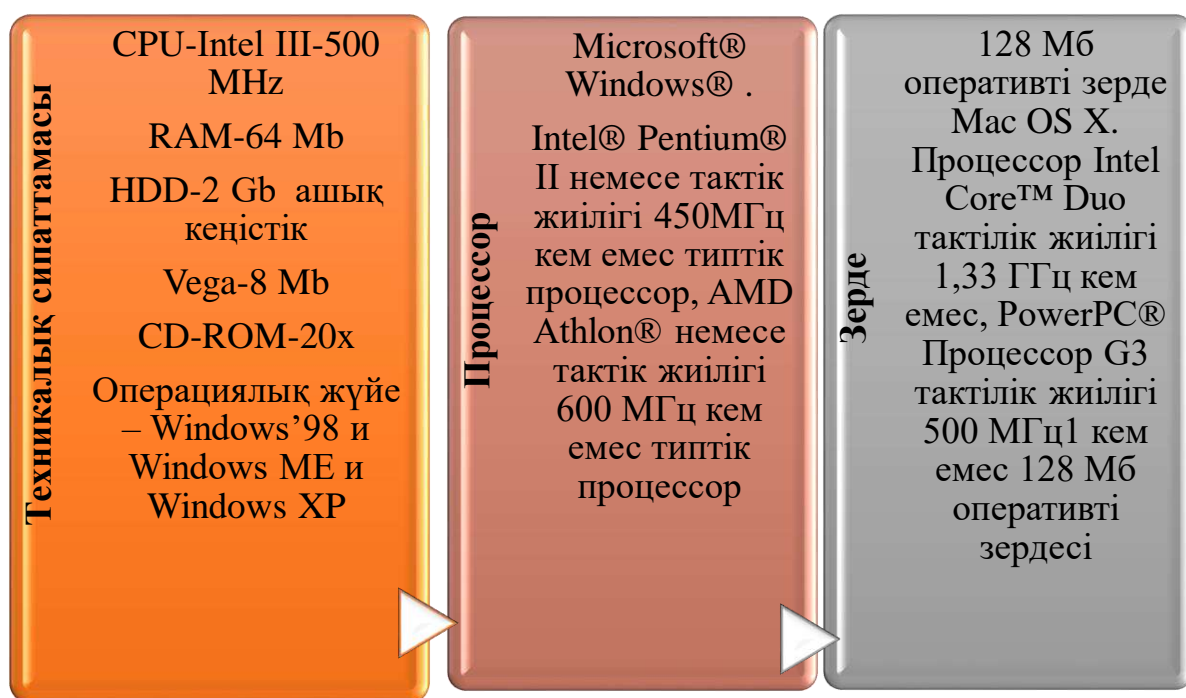 Техникалық сипаттамасы
CPU-Intel III-500
MHz
RAM-64 Mb
HDD-2 Gb ашық
кеңістік
Vega-8 Mb
CD-ROM-20x
Операциялық жүйе
– Windows’98 и
Windows ME и
Windows XP
Процессор
Microsoft®
Windows® .
Intel® Pentium®
II немесе тактік
жиілігі 450МГц
кем емес типтік
процессор, AMD
Athlon® немесе
тактік жиілігі
600 МГц кем
емес типтік
процессор
Зерде
128 Мб
оперативті зерде
Mac OS X.
Процессор Intel
Core™ Duo
тактілік жиілігі
1,33 ГГц кем
емес, PowerPC®
Процессор G3
тактілік жиілігі
500 МГц1 кем
емес 128 Мб
оперативті
зердесі